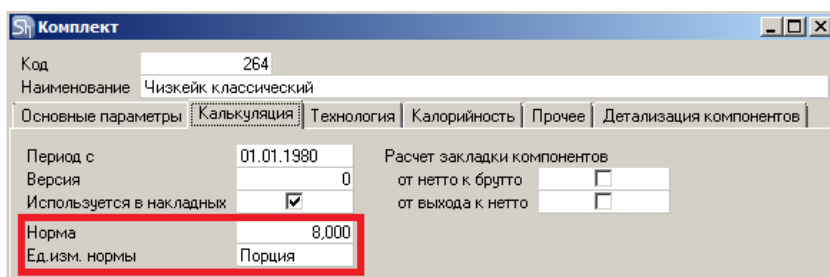 Sh Комплект
Код 264
Наименование Чизкейк классический
Основные параметры Калькуляция Технология Калорийность Прочее Детализация компонентов
Период с 01.01.1980 Расчет закладки компонентов
Версия 0 от нетто к брутто
Используется в накладных от выхода к нетто
Норма 8,000
Ед.изм. нормы Порция